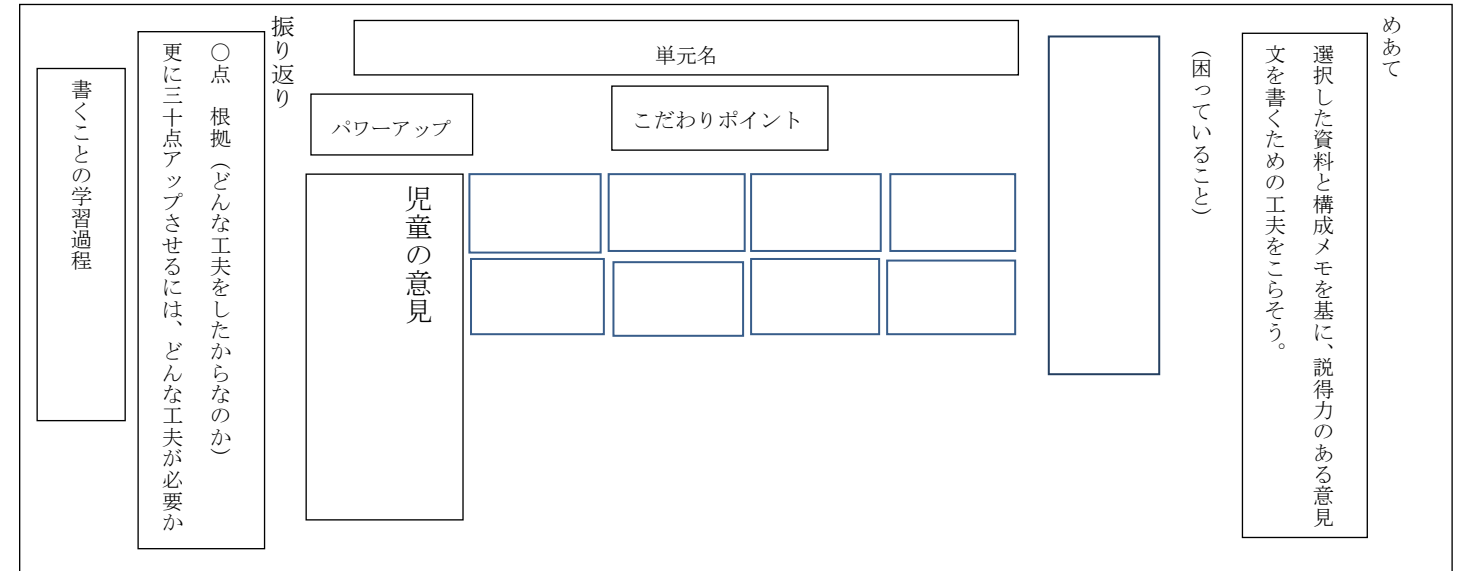 めあて
選択した資料と構成メモを基に、説得力のある意見
文を書くための工夫をこらそう。
（困っていること）
単元名
こだわりポイント
パワーアップ
児童の意見
振り返り
〇点　根拠（どんな工夫をしたからなのか）
更に三十点アップさせるには、どんな工夫が必要か
書くことの学習過程